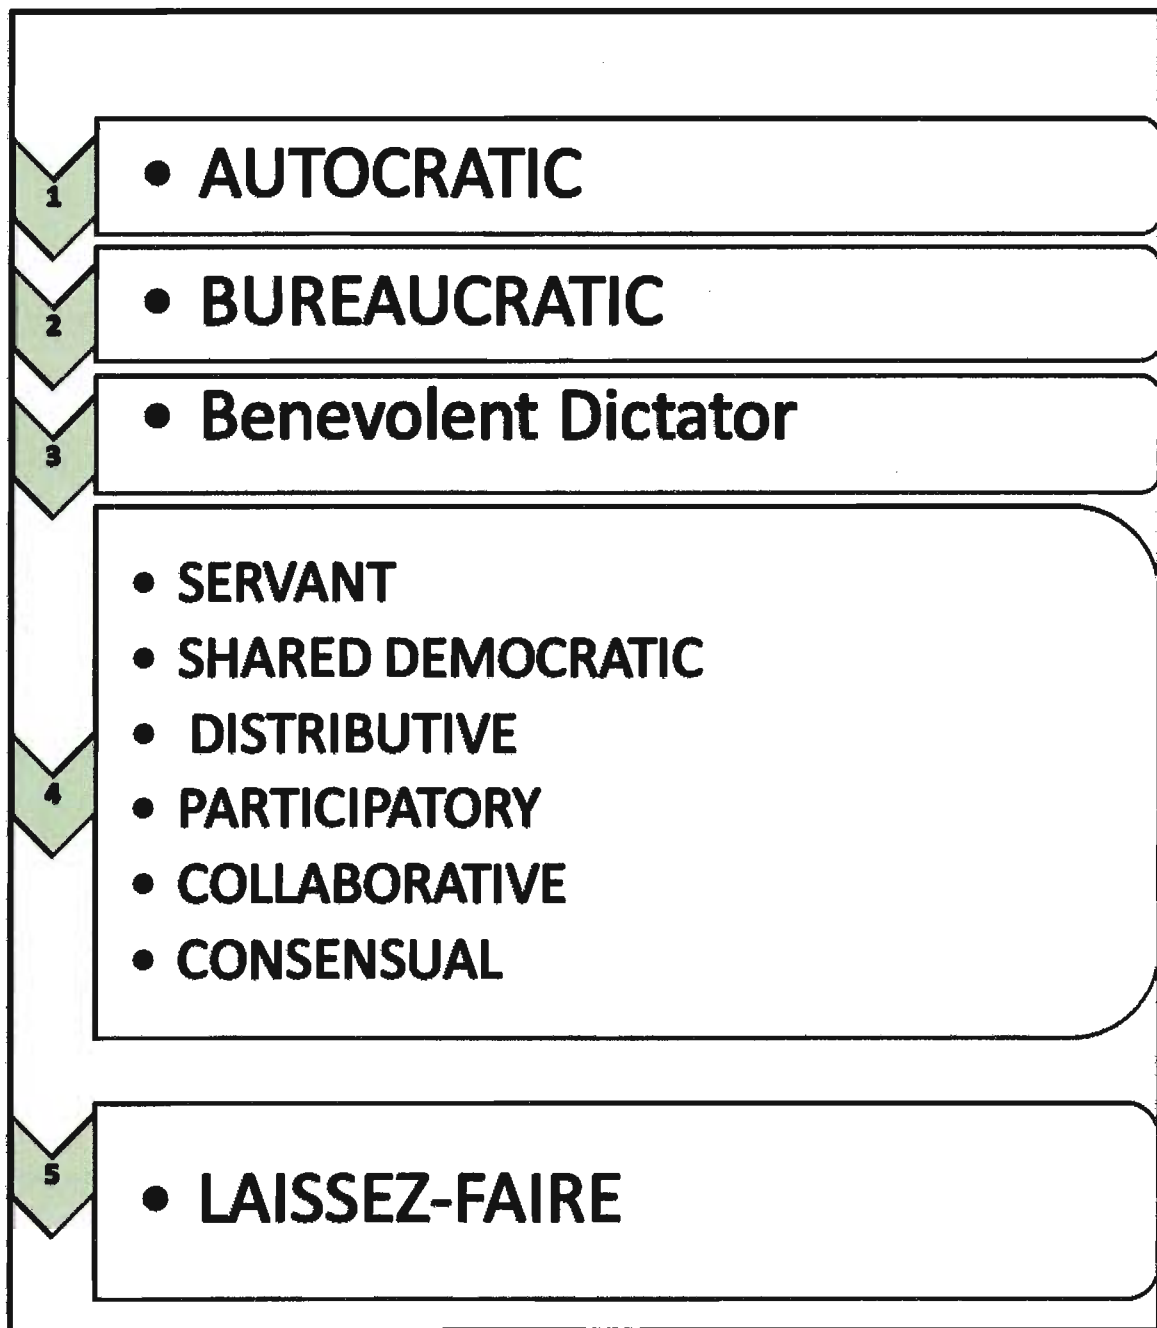 1
• AUTOCRATIC
2
• BUREAUCRATIC
3
• Benevolent Dictator
4
• SERVANT
• SHARED DEMOCRATIC
• DISTRIBUTIVE
• PARTICIPATORY
• COLLABORATIVE
• CONSENSUAL
5
• LAISSEZ-FAIRE